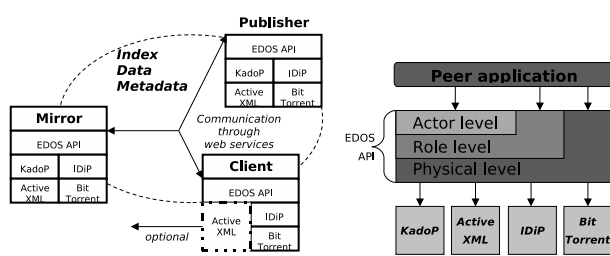 Publisher
EDOS API
KadoP IDiP
Active Bit
XML Torrent
Index
Data
Metadata
Communication
through
web services
Mirror
EDOS API
KadoP IDiP
Active Bit
XML Torrent
Client
EDOS API
Active
XML
IDiP
Bit
Torrent
optional
Peer application
EDOS
API
Actor level
Role level
Physical level
KadoP
Active
XML
IDiP
Bit
Torrent